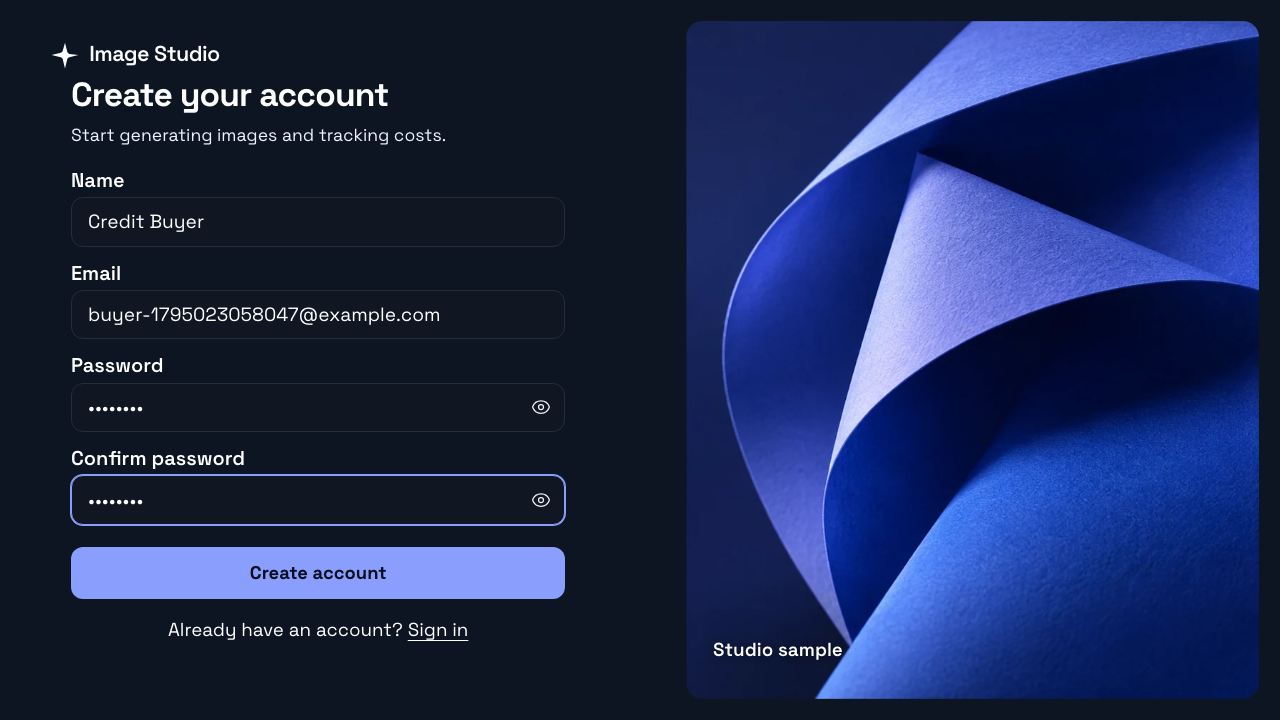 Image Studio
Create your account
Start generating images and tracking costs.
Name
Credit Buyer
Email
buyer-1795023058047@example.com
Password
••••••••
Confirm password
••••••••
Create account
Already have an account? Sign in
Studio sample